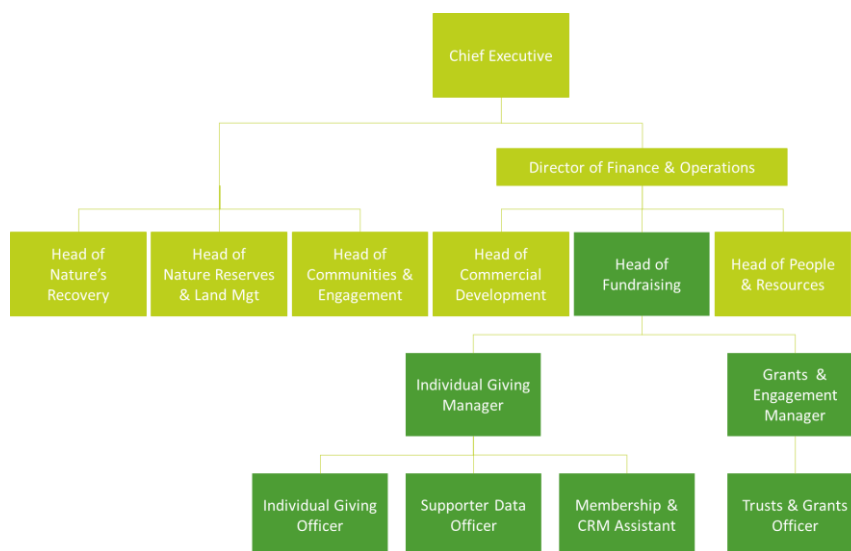 Chief Executive
Director of Finance & Operations
Head of
Nature’s
Recovery
Head of
Nature Reserves
& Land Mgt
Head of
Communities &
Engagement
Head of
Commercial
Development
Head of
Fundraising
Head of People
& Resources
Individual Giving
Manager
Grants &
Engagement
Manager
Individual Giving
Officer
Supporter Data
Officer
Membership &
CRM Assistant
Trusts & Grants
Officer